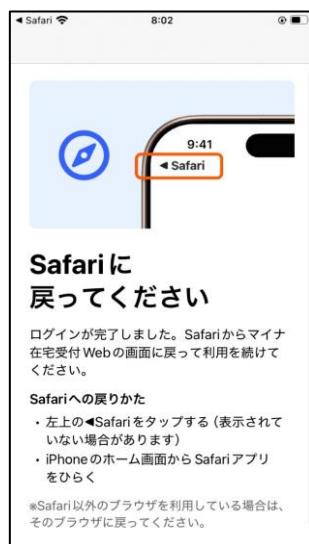 ◀ Safari 8:02
9:41
◀ Safari
Safariに
戻ってください
ログインが完了しました。Safariからマイナ
在宅受付Webの画面に戻って利用を続けて
ください。
Safariへの戻りかた
・左上の◀Safariをタップする（表示されて
いない場合があります）
・iPhoneのホーム画面からSafariアプリ
をひらく
※Safari以外のブラウザを利用している場合は、
そのブラウザに戻ってください。